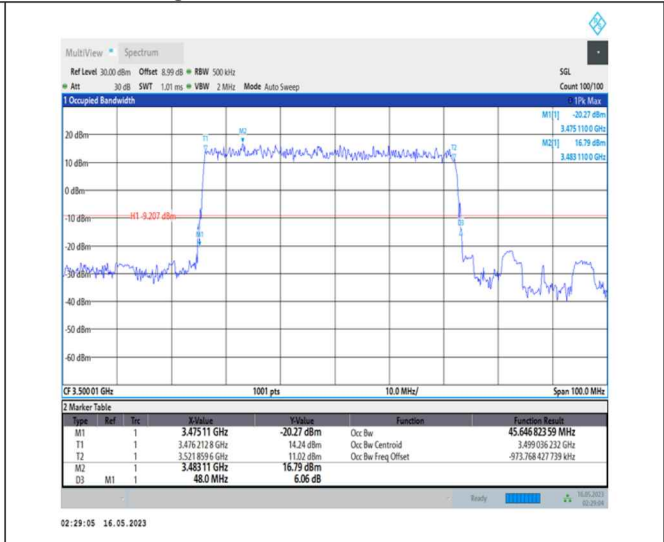 MultiView Spectrum
Ref Level 30.00 dBm Offset 8.99 dB RBW 500 kHz SGL
Att 30 dB SWT 1.01 ms VBW 2 MHz Mode Auto Sweep Count 100/100
1 Occupied Bandwidth 1Pk Max
M1[1] -20.27 dBm
3.475 110 0 GHz
M2[1] 16.79 dBm
3.483 110 0 GHz
20 dBm
10 dBm
0 dBm
-10 dBm
H1 -9.207 dBm
-20 dBm
-40 dBm
-50 dBm
-60 dBm
T1
M2
T2
M1
D3
CF 3.500 01 GHz 1001 pts 10.0 MHz/ Span 100.0 MHz
2 Marker Table
Type Ref Trc X-Value Y-Value Function Function Result
M1 1 3.475 11 GHz -20.27 dBm Occ Bw 45.646 823 59 MHz
T1 1 3.476 212 8 GHz 14.24 dBm Occ Bw Centroid 3.499 036 232 GHz
T2 1 3.521 859 6 GHz 11.02 dBm Occ Bw Freq Offset -973.768 427 739 kHz
M2 1 3.483 11 GHz 16.79 dBm
D3 M1 1 48.0 MHz 6.06 dB
Ready 16.05.2023
02:29:04
02:29:05 16.05.2023